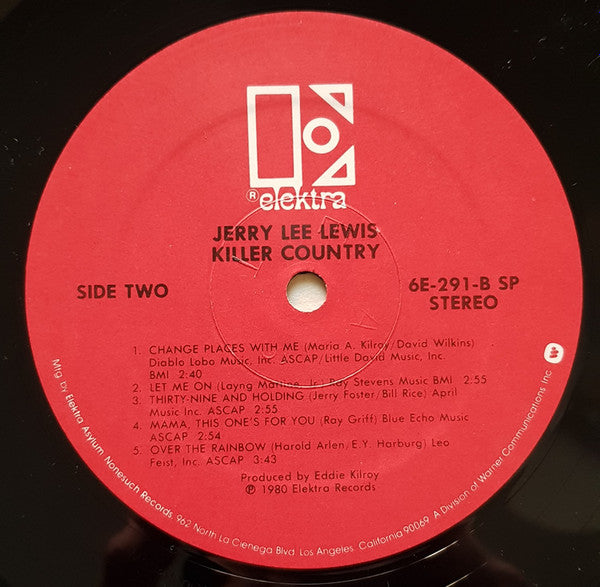 ® elektra
JERRY LEE LEWIS
KILLER COUNTRY
SIDE TWO
6E-291-B SP
STEREO
1. CHANGE PLACES WITH ME (Maria A. Kilroy/David Wilkins)
Diablo Lobo Music, Inc. ASCAP/Little David Music, Inc.
BMI 2:40
2. LET ME ON (Layng Martine, Jr.) Ray Stevens Music BMI 2:55
3. THIRTY-NINE AND HOLDING (Jerry Foster/Bill Rice) April
Music Inc. ASCAP 2:55
4. MAMA, THIS ONE'S FOR YOU (Ray Griff) Blue Echo Music
ASCAP 2:54
5. OVER THE RAINBOW (Harold Arlen, E.Y. Harburg) Leo
Feist, Inc. ASCAP 3:43
Produced by Eddie Kilroy
℗ 1980 Elektra Records
Mfg by Elektra Asylum Nonesuch Records, 962 North La Cienega Blvd. Los Angeles, California 90069 A Division of Warner Communications Inc.